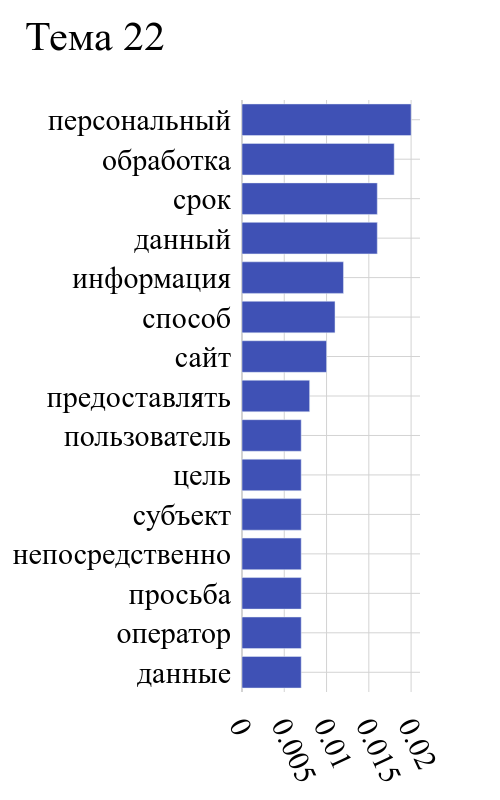 Тема 22
персональный
обработка
срок
данный
информация
способ
сайт
предоставлять
пользователь
цель
субъект
непосредственно
просьба
оператор
данные
0
0.005
0.01
0.015
0.02